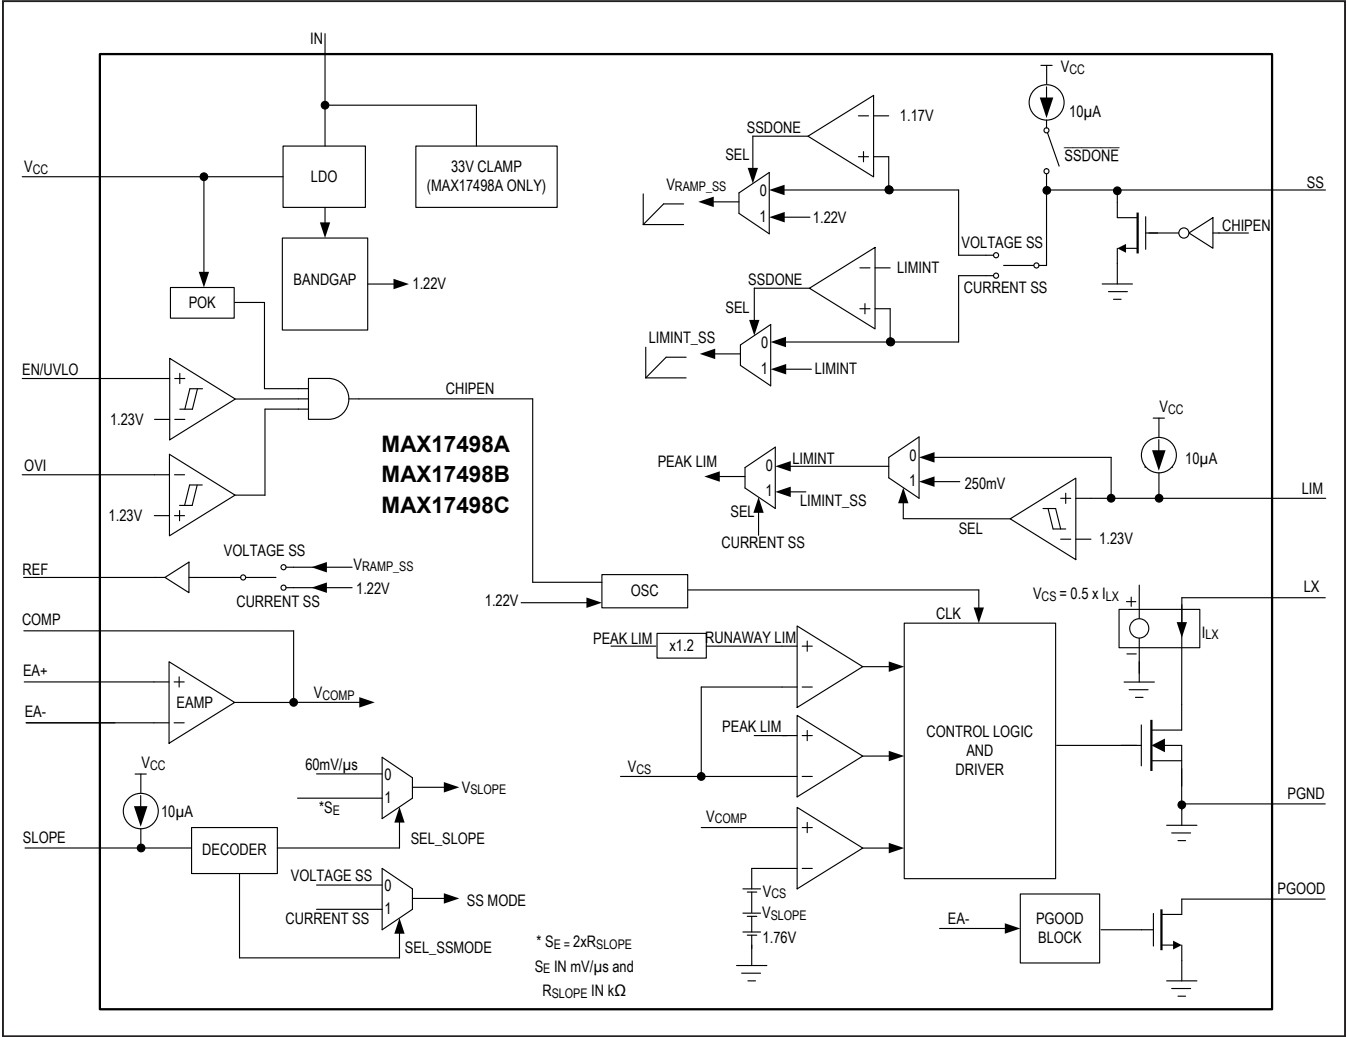 IN
VCC
LDO
33V CLAMP
(MAX17498A ONLY)
BANDGAP
1.22V
POK
EN/UVLO
+
1.23V
−
CHIPEN
OVI
−
1.23V
+
MAX17498A
MAX17498B
MAX17498C
REF
VOLTAGE SS
VRAMP_SS
1.22V
CURRENT SS
COMP
EA+
+
EAMP
VCOMP
EA-
−
VCC
10µA
SLOPE
DECODER
60mV/µs
0
*SE
1
VSLOPE
SEL_SLOPE
VOLTAGE SS
0
CURRENT SS
1
SS MODE
SEL_SSMODE
* SE = 2xRSLOPE
SE IN mV/µs and
RSLOPE IN kΩ
VCC
10µA
SSDONE
SS
CHIPEN
−
1.17V
SSDONE
+
SEL
VRAMP_SS
0
1
1.22V
VOLTAGE SS
CURRENT SS
−
LIMINT
SSDONE
+
SEL
LIMINT_SS
0
1
LIMINT
VCC
10µA
LIM
PEAK LIM
0
LIMINT
1
LIMINT_SS
SEL
CURRENT SS
0
1
250mV
SEL
+
−
1.23V
1.22V
OSC
CLK
VCS = 0.5 x ILX
+
−
ILX
LX
PEAK LIM
x1.2
RUNAWAY LIM
+
−
PEAK LIM
+
−
VCS
VCOMP
+
−
VCS
VSLOPE
1.76V
CONTROL LOGIC
AND
DRIVER
PGND
EA-
PGOOD
BLOCK
PGOOD